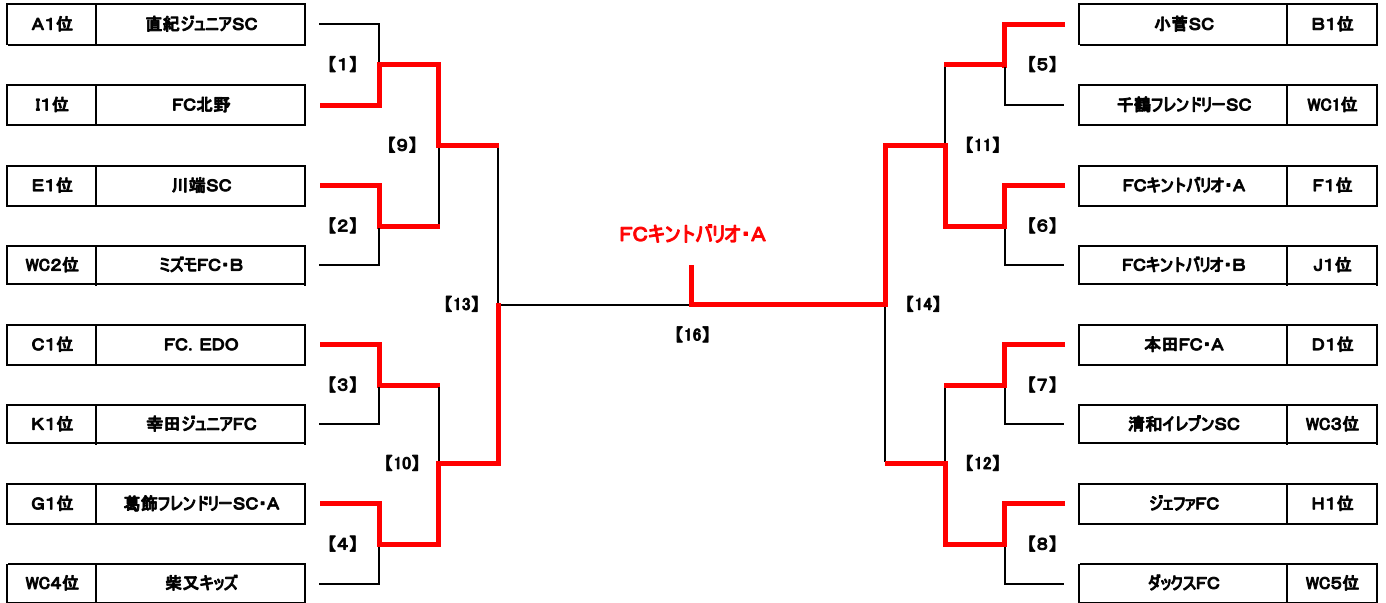 A1位 直紀ジュニアSC
【1】
I1位 FC北野
【9】
E1位 川端SC
【2】
WC2位 ミズモFC・B
【13】
C1位 FC．EDO
【3】
K1位 幸田ジュニアFC
【10】
G1位 葛飾フレンドリーSC・A
【4】
WC4位 柴又キッズ
FCキントバリオ・A
【16】
小菅SC B1位
【5】
千鶴フレンドリーSC WC1位
【11】
FCキントバリオ・A F1位
【6】
FCキントバリオ・B J1位
【14】
本田FC・A D1位
【7】
清和イレブンSC WC3位
【12】
ジェファFC H1位
【8】
ダックスFC WC5位